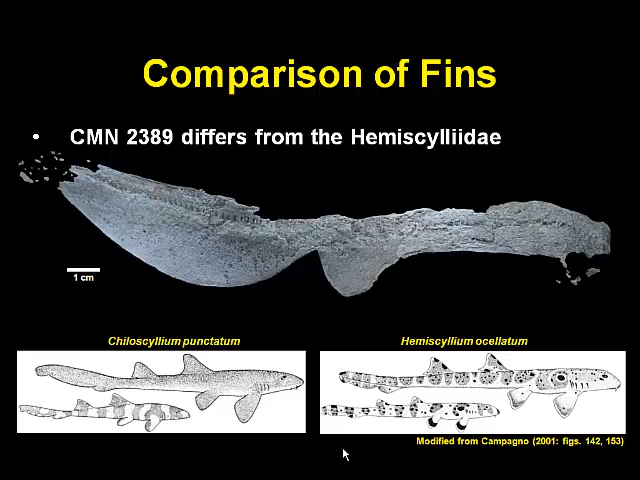 Comparison of Fins
• CMN 2389 differs from the Hemiscylliidae
1 cm
Chiloscyllium punctatum
Hemiscyllium ocellatum
Modified from Campagno (2001: figs. 142, 153)